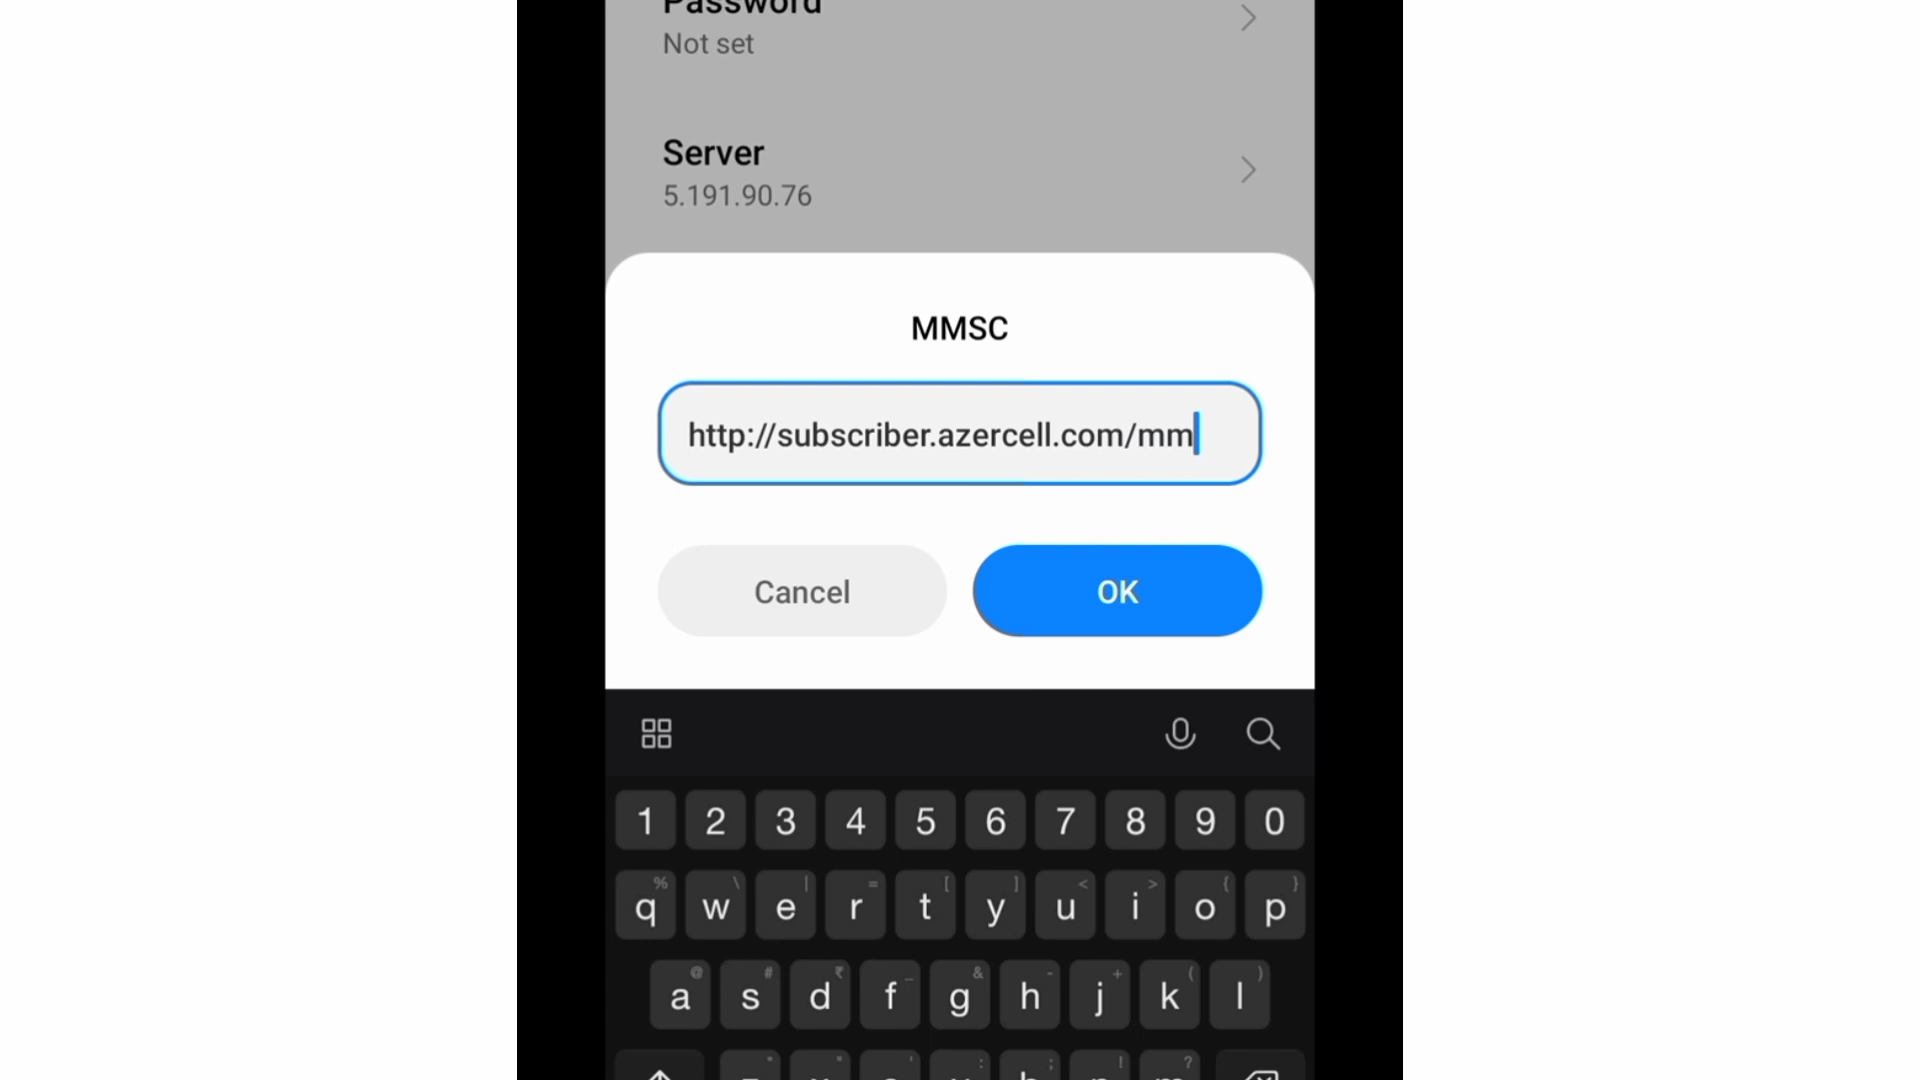 Password
Not set
Server
5.191.90.76
MMSC
http://subscriber.azercell.com/mm
Cancel OK
1 2 3 4 5 6 7 8 9 0
% \ | = [ ] < > { }
q w e r t y u i o p
@ # ₹ _ & - + ( )
a s d f g h j k l